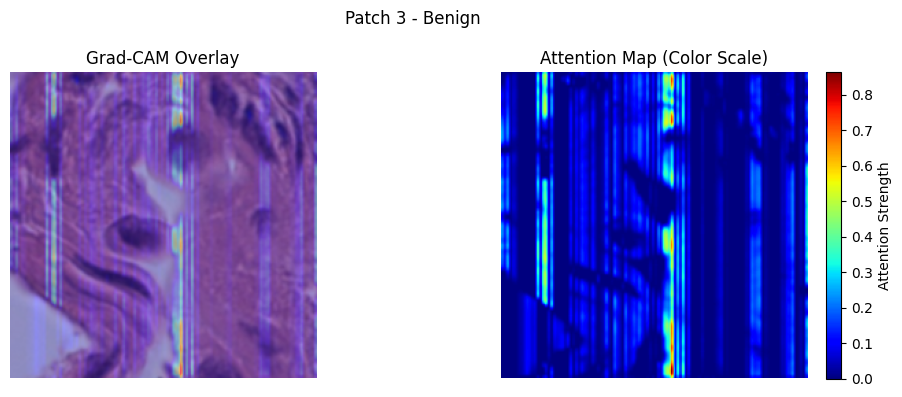 Patch 3 - Benign
Grad-CAM Overlay
Attention Map (Color Scale)
0.8
0.7
0.6
0.5
0.4
0.3
0.2
0.1
0.0
Attention Strength